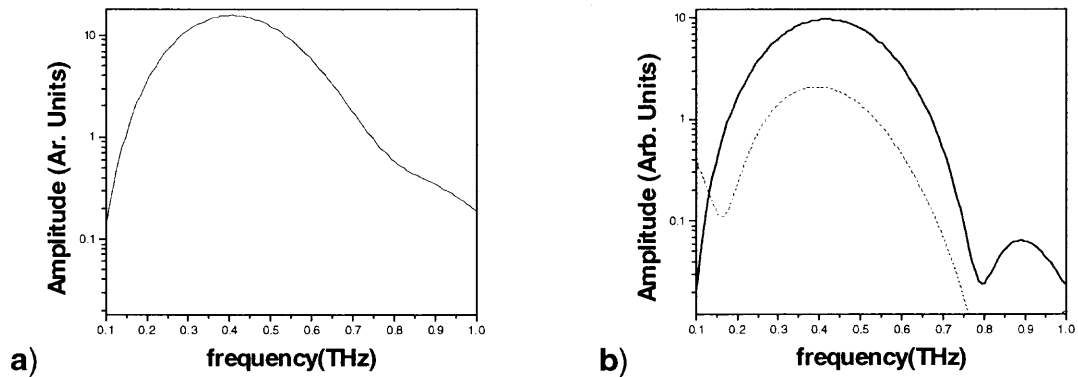 10
1
0.1
Amplitude (Ar. Units)
0.1 0.2 0.3 0.4 0.5 0.6 0.7 0.8 0.9 1.0
frequency(THz)
a)
10
1
0.1
Amplitude (Arb. Units)
0.1 0.2 0.3 0.4 0.5 0.6 0.7 0.8 0.9 1.0
frequency(THz)
b)